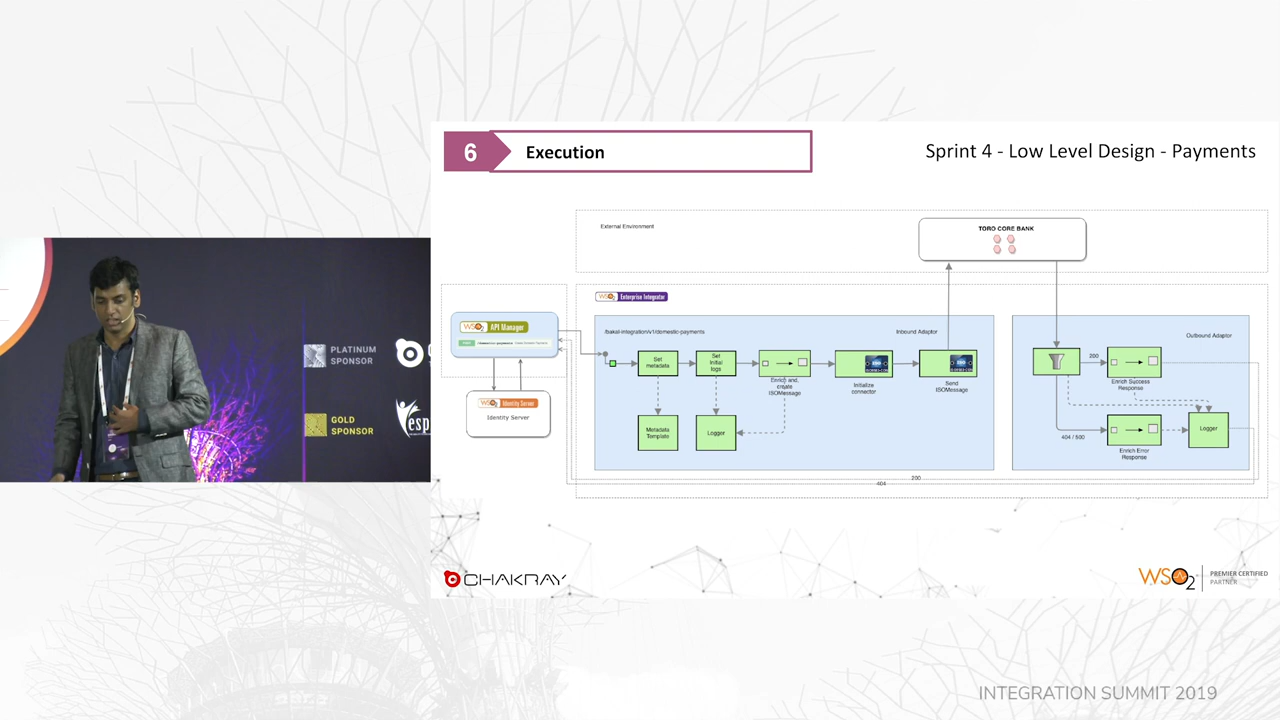 6
Execution
Sprint 4 - Low Level Design - Payments
External Environment
TORO CORE BANK
WSO2 Enterprise Integrator
WSO2 API Manager
/bakel-integration/v1/domestic-payments
Inbound Adaptor
Outbound Adaptor
Set
metadata
Set
Initial
logs
Enrich and,
create
ISOMessage
Initialize
connector
Send
ISOMessage
200
Enrich Success
Response
WSO2 Identity Server
Identity Server
Metadata
Template
Logger
404 / 500
Enrich Error
Response
Logger
200
404
PLATINUM
SPONSOR
GOLD
SPONSOR
esp
CHAKRAY
WSO2
PREMIER CERTIFIED
PARTNER
INTEGRATION SUMMIT 2019